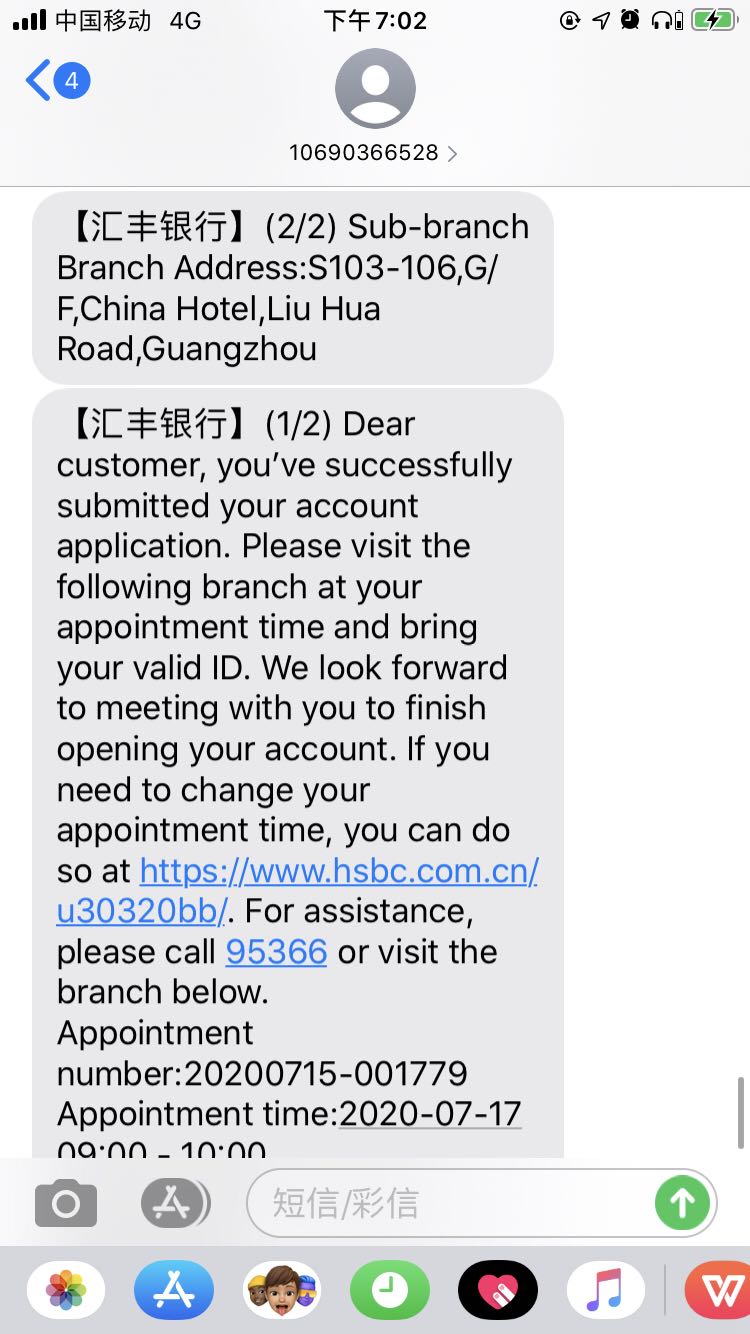 中国移动 4G 下午7:02
4
10690366528
【汇丰银行】(2/2) Sub-branch
Branch Address:S103-106,G/
F,China Hotel,Liu Hua
Road,Guangzhou
【汇丰银行】(1/2) Dear
customer, you’ve successfully
submitted your account
application. Please visit the
following branch at your
appointment time and bring
your valid ID. We look forward
to meeting with you to finish
opening your account. If you
need to change your
appointment time, you can do
so at https://www.hsbc.com.cn/
u30320bb/. For assistance,
please call 95366 or visit the
branch below.
Appointment
number:20200715-001779
Appointment time:2020-07-17
09:00 - 10:00
短信/彩信